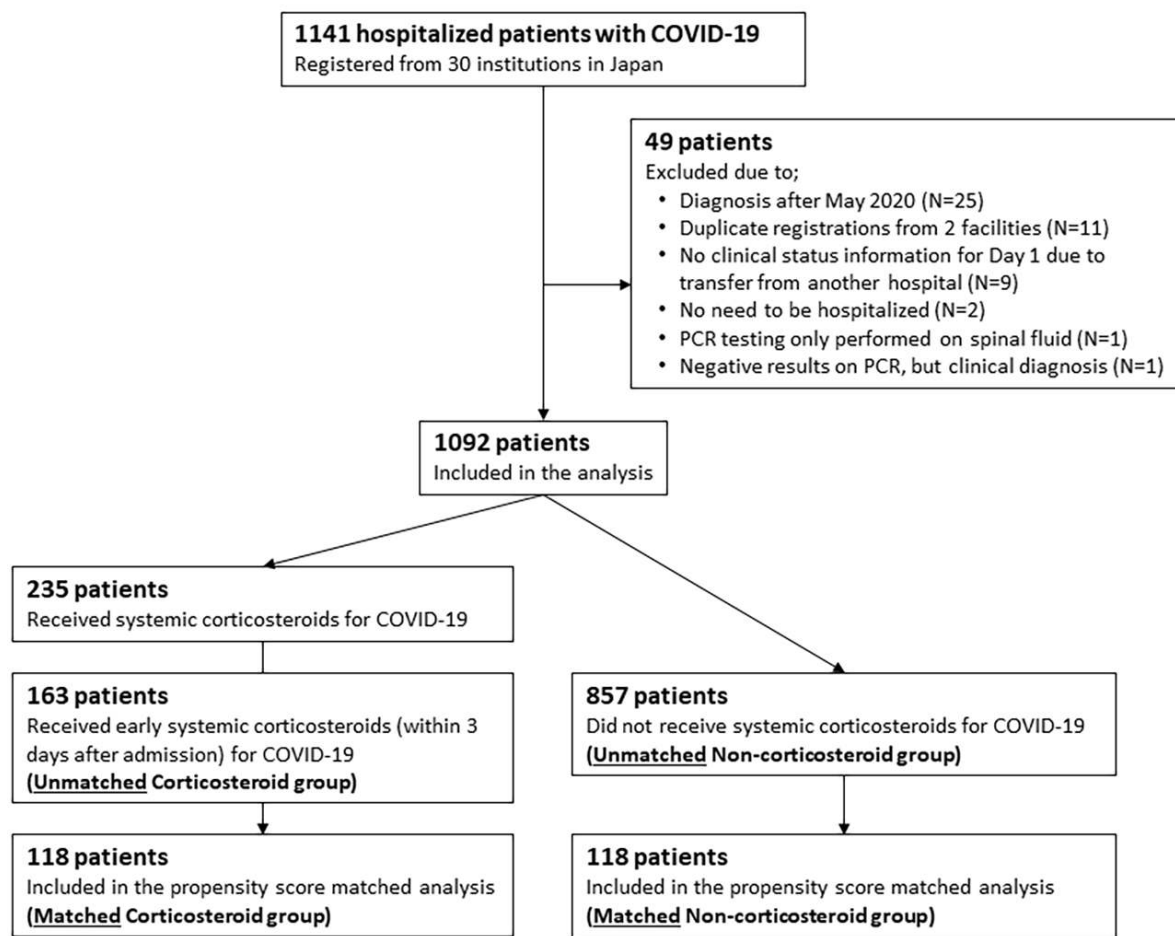 1141 hospitalized patients with COVID-19
Registered from 30 institutions in Japan
49 patients
Excluded due to;
• Diagnosis after May 2020 (N=25)
• Duplicate registrations from 2 facilities (N=11)
• No clinical status information for Day 1 due to
transfer from another hospital (N=9)
• No need to be hospitalized (N=2)
• PCR testing only performed on spinal fluid (N=1)
• Negative results on PCR, but clinical diagnosis (N=1)
1092 patients
Included in the analysis
235 patients
Received systemic corticosteroids for COVID-19
163 patients
Received early systemic corticosteroids (within 3
days after admission) for COVID-19
(Unmatched Corticosteroid group)
857 patients
Did not receive systemic corticosteroids for COVID-19
(Unmatched Non-corticosteroid group)
118 patients
Included in the propensity score matched analysis
(Matched Corticosteroid group)
118 patients
Included in the propensity score matched analysis
(Matched Non-corticosteroid group)